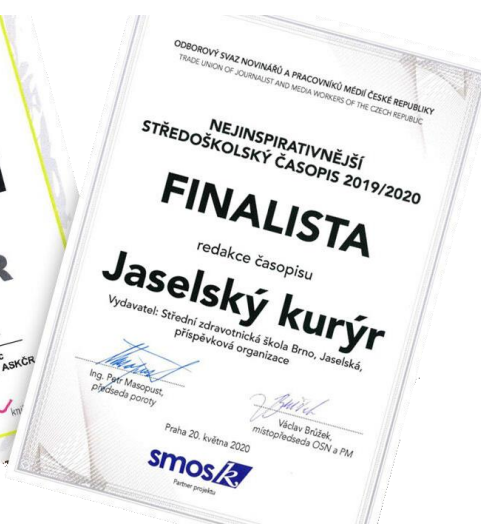 ODBOROVÝ SVAZ NOVINÁŘŮ A PRACOVNÍKŮ MÉDIÍ ČESKÉ REPUBLIKY
TRADE UNION OF JOURNALIST AND MEDIA WORKERS OF THE CZECH REPUBLIC
NEJINSPIRATIVNĚJŠÍ
STŘEDOŠKOLSKÝ ČASOPIS 2019/2020
FINALISTA
redakce časopisu
Jaselský kurýr
Vydavatel: Střední zdravotnická škola Brno, Jaselská,
příspěvková organizace
Ing. Petr Masopust,
předseda poroty
Václav Brůžek,
místopředseda OSN a PM
Praha 20. května 2020
smosk.
Partner projektu
R
ASKČR